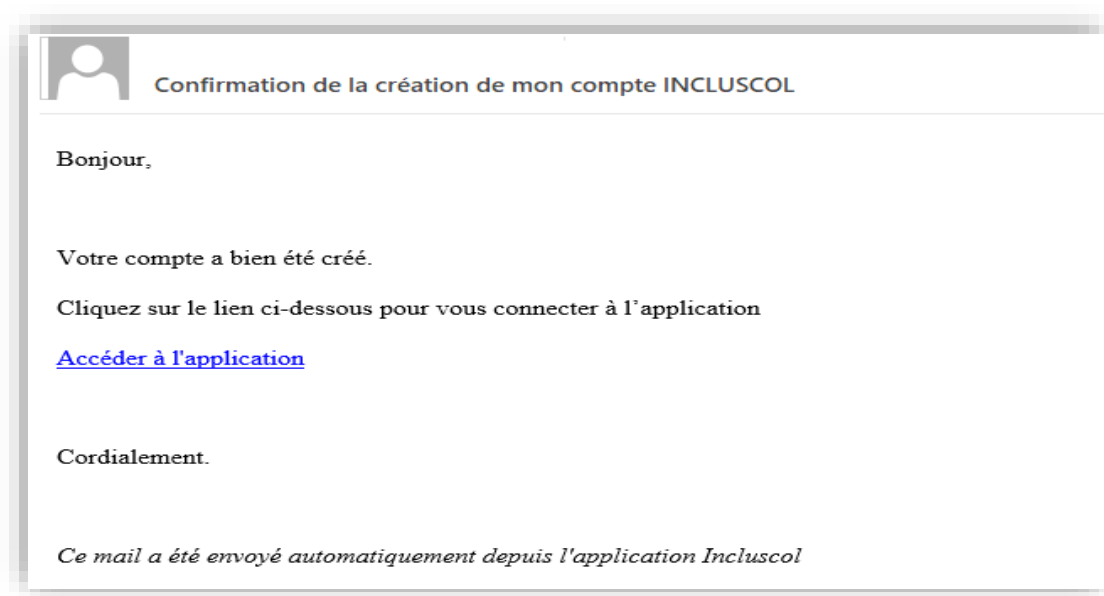 Confirmation de la création de mon compte INCLUSCOL
Bonjour,
Votre compte a bien été créé.
Cliquez sur le lien ci-dessous pour vous connecter à l'application
Accéder à l'application
Cordialement.
Ce mail a été envoyé automatiquement depuis l'application Incluscol